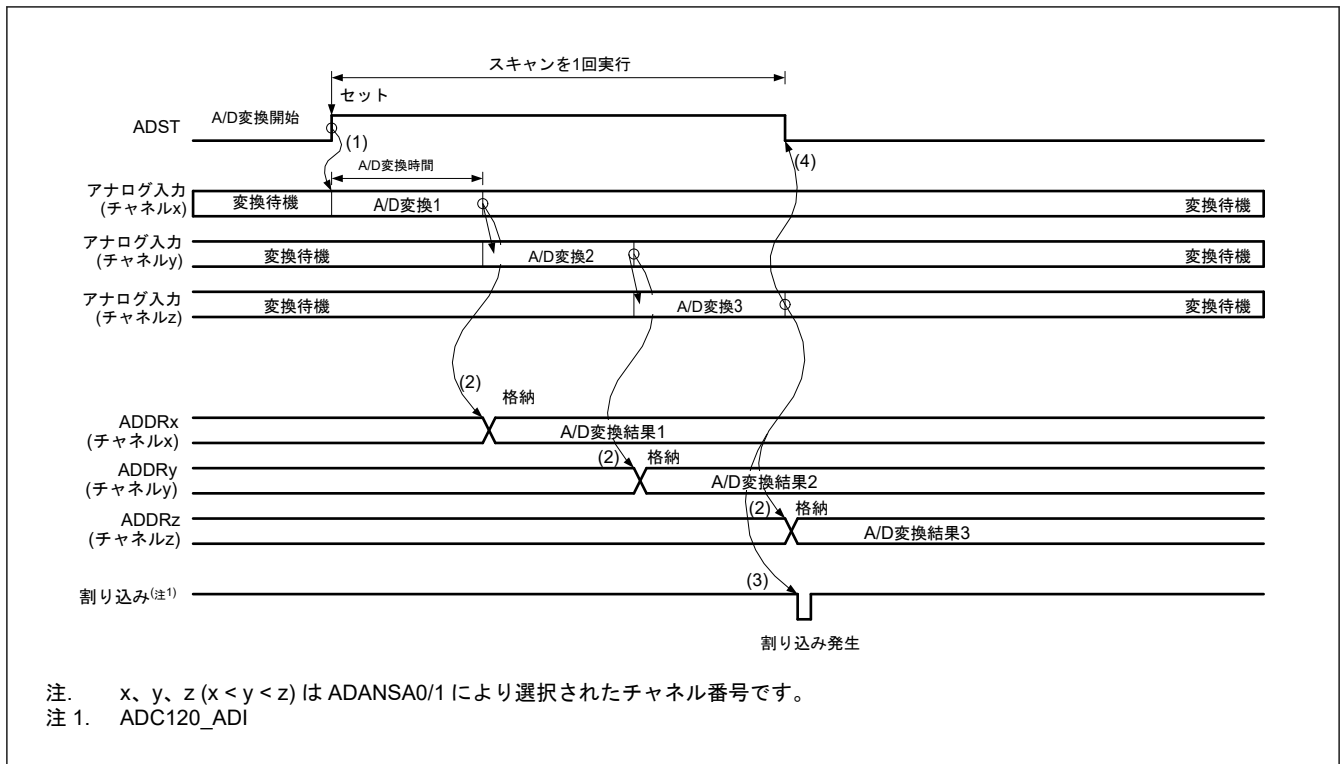 スキャンを1回実行
セット
ADST
A/D変換開始
(1)
(4)
A/D変換時間
アナログ入力
(チャネルx)
変換待機
A/D変換1
変換待機
アナログ入力
(チャネルy)
変換待機
A/D変換2
変換待機
アナログ入力
(チャネルz)
変換待機
A/D変換3
変換待機
(2)
格納
ADDRx
(チャネルx)
A/D変換結果1
(2)
格納
ADDRy
(チャネルy)
A/D変換結果2
(2)
格納
ADDRz
(チャネルz)
A/D変換結果3
(3)
割り込み(注1)
割り込み発生
注. x、y、z (x < y < z) は ADANSA0/1 により選択されたチャネル番号です。
注 1. ADC120_ADI